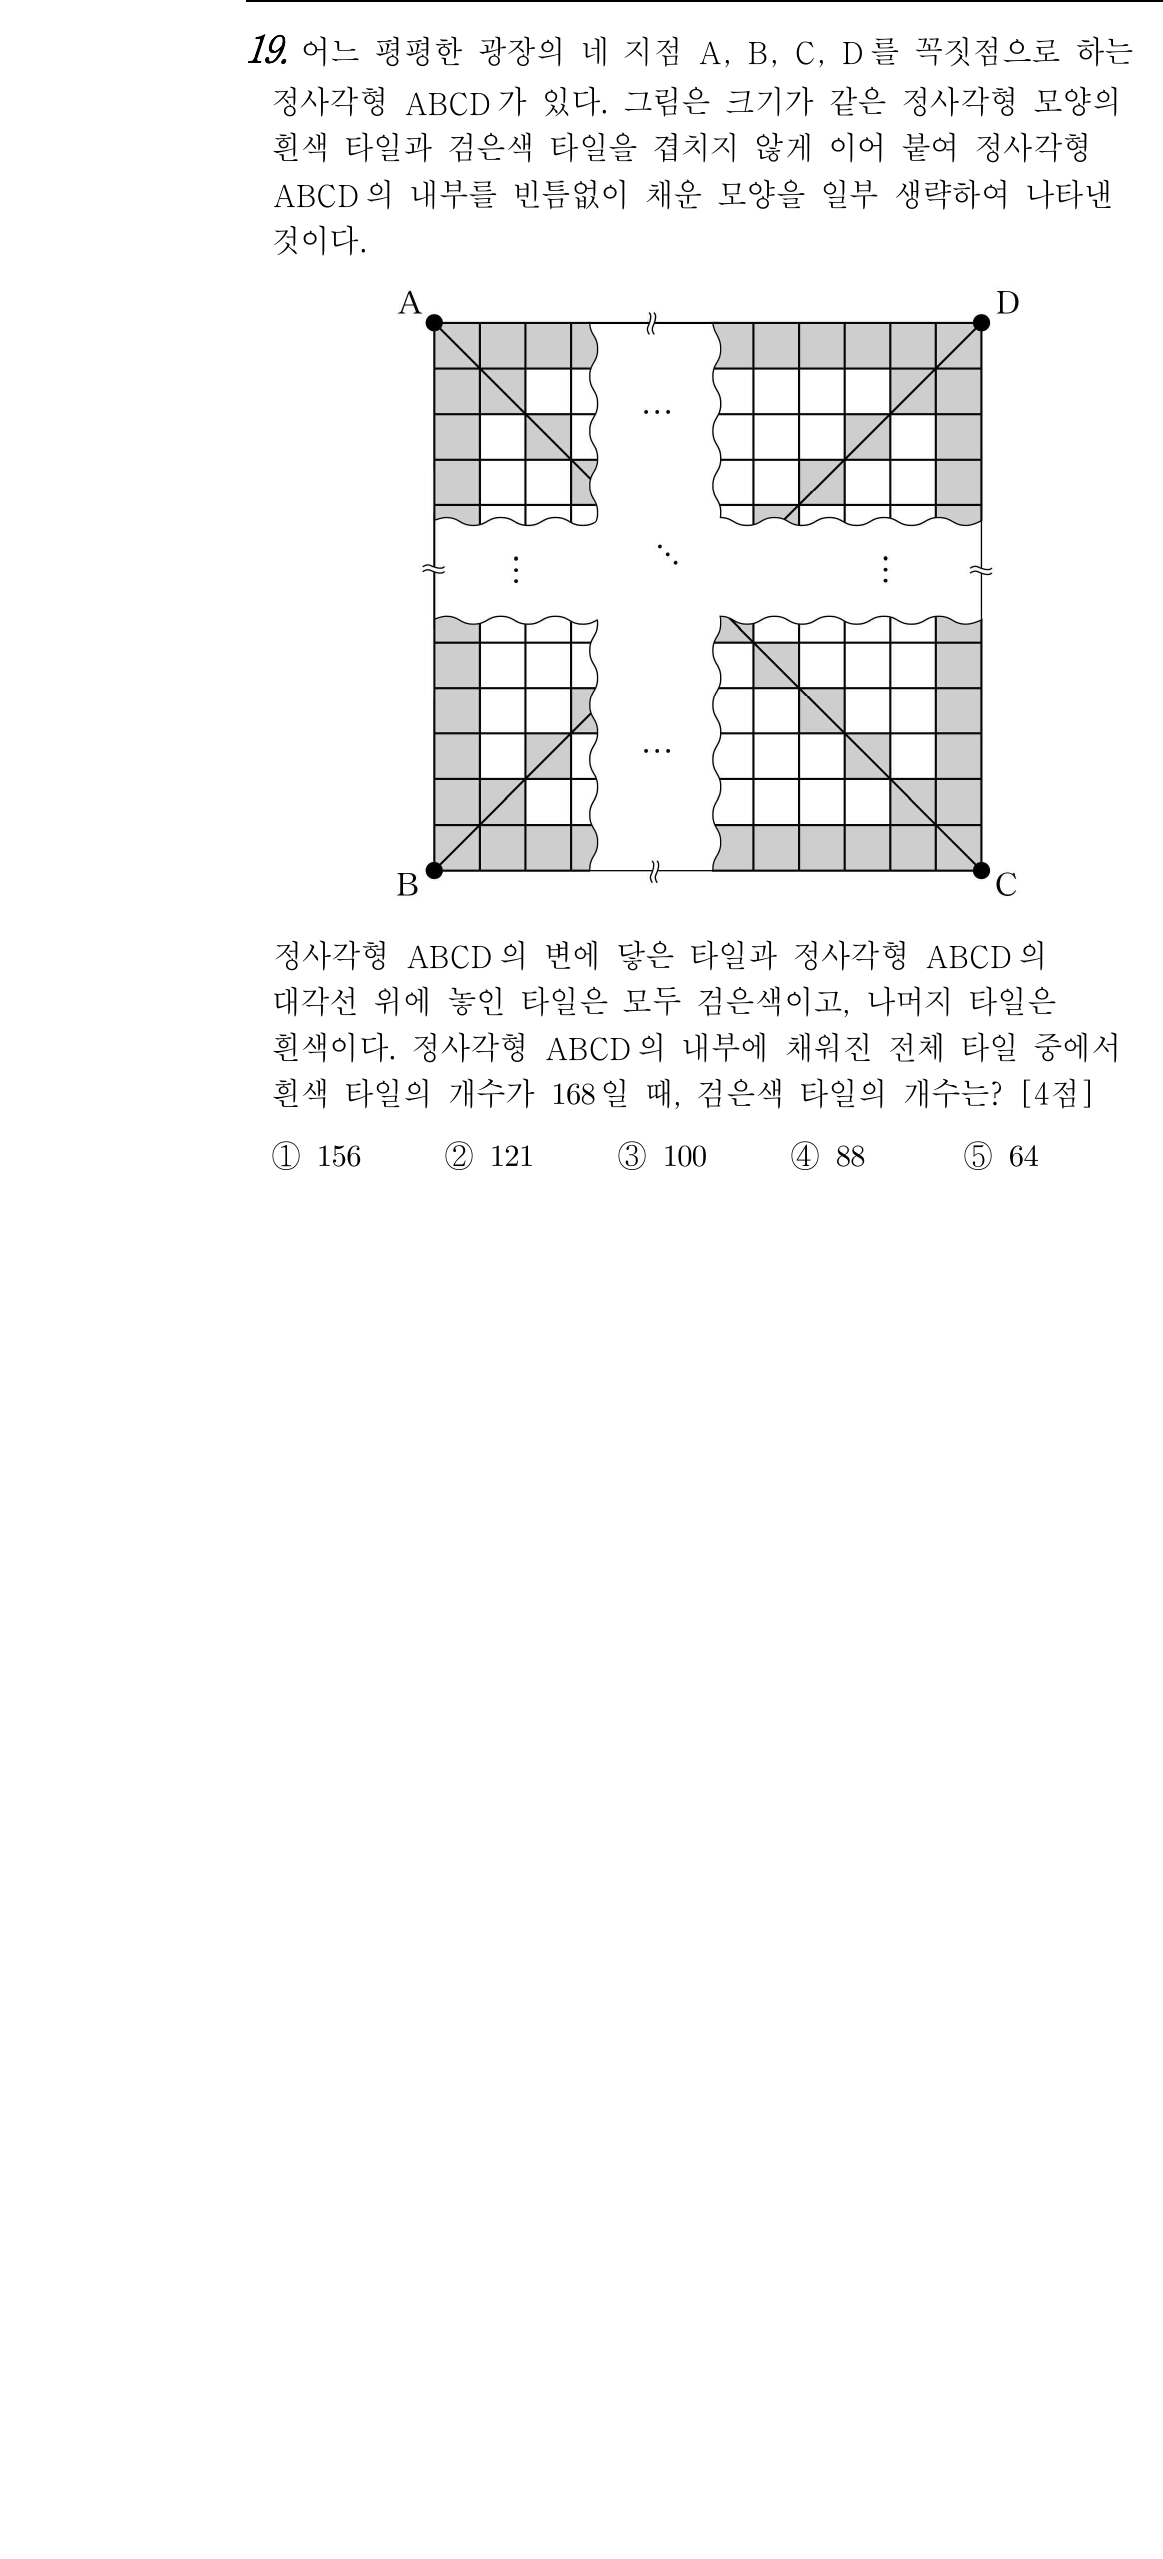 19. 어느 평평한 광장의 네 지점 A, B, C, D를 꼭짓점으로 하는
정사각형 ABCD가 있다. 그림은 크기가 같은 정사각형 모양의
흰색 타일과 검은색 타일을 겹치지 않게 이어 붙여 정사각형
ABCD의 내부를 빈틈없이 채운 모양을 일부 생략하여 나타낸
것이다.
A
D
B
C
정사각형 ABCD의 변에 닿은 타일과 정사각형 ABCD의
대각선 위에 놓인 타일은 모두 검은색이고, 나머지 타일은
흰색이다. 정사각형 ABCD의 내부에 채워진 전체 타일 중에서
흰색 타일의 개수가 168일 때, 검은색 타일의 개수는? [4점]
① 156 ② 121 ③ 100 ④ 88 ⑤ 64